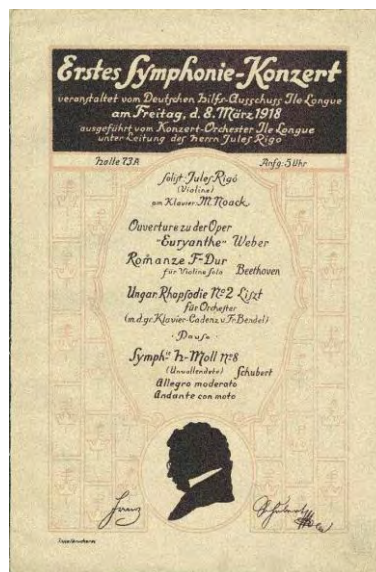 Erstes Symphonie-Konzert
veranstaltet vom Deutschen Hilfs-Ausschuss Ile Longue
am Freitag, d. 8. März 1918
ausgeführt vom Konzert-Orchester Ile Longue
unter Leitung des Herrn Jules Rigo
Halle 73A Anfg: 5 Uhr
Solist: Jules Rigó
(Violine)
am Klavier M. Noack
Ouverture zu der Oper
"Euryanthe" Weber
Romanze F-Dur
für Violine Solo Beethoven
Ungar. Rhapsodie No 2 Liszt
für Orchester
(m.d.gr. Klavier-Cadenz v. Fr. Bendel)
· Pause ·
Symph. H-Moll No 8
(Unvollendete) Schubert
Allegro moderato
Andante con moto
Franz Schubert